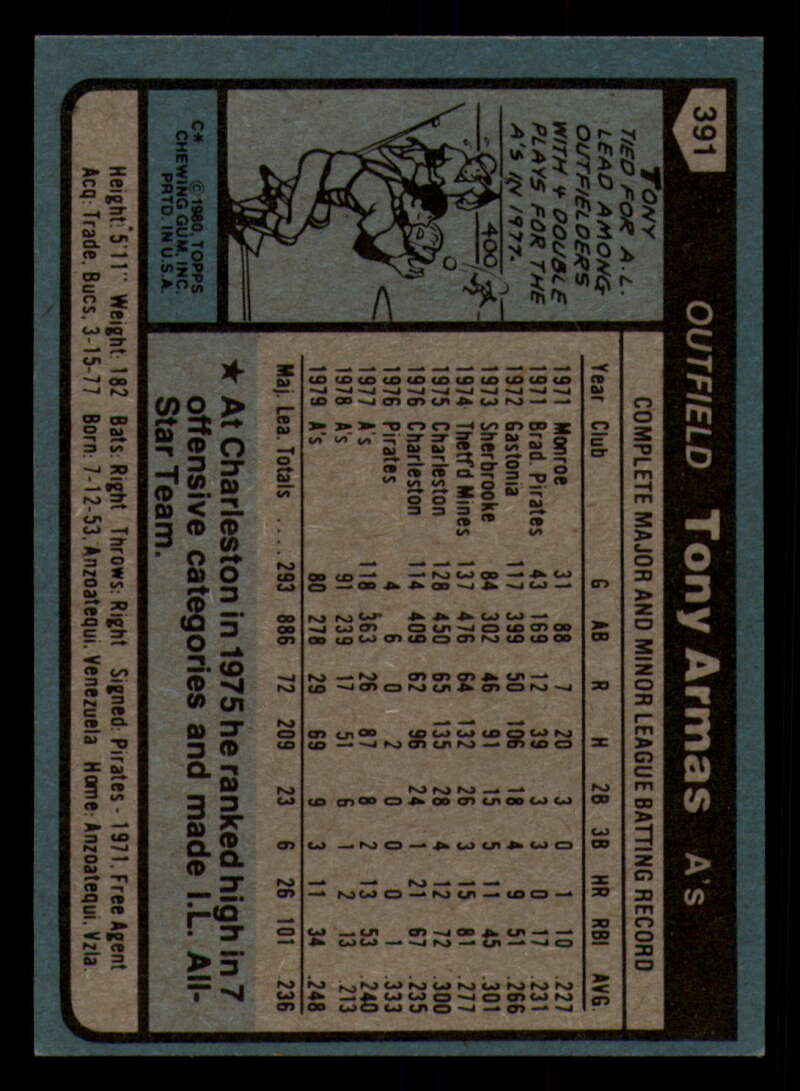 391
OUTFIELD Tony Armas A's
TONY
TIED FOR A.L.
LEAD AMONG
OUTFIELDERS
WITH 4 DOUBLE
PLAYS FOR THE
A'S IN 1977.
400
C* © 1980, TOPPS
CHEWING GUM, INC.
PRTD. IN U.S.A.
COMPLETE MAJOR AND MINOR LEAGUE BATTING RECORD
Year Club G AB R H 2B 3B HR RBI AVG.
1971 Monroe 31 88 7 20 3 0 1 10 .227
1971 Brad. Pirates 43 169 12 39 3 3 0 17 .231
1972 Gastonia 117 399 50 106 18 4 9 51 .266
1973 Sherbrooke 84 302 46 91 15 5 11 45 .301
1974 Thetf'd Mines 137 476 64 132 26 3 15 81 .277
1975 Charleston 128 450 65 135 28 4 12 72 .300
1976 Charleston 114 409 62 96 24 1 21 67 .235
1976 Pirates 4 6 0 2 0 0 0 1 .333
1977 A's 118 363 26 87 8 2 13 53 .240
1978 A's 91 239 17 51 6 1 2 13 .213
1979 A's 80 278 29 69 9 3 11 34 .248
Maj. Lea. Totals .... 293 886 72 209 23 6 26 101 .236
★ At Charleston in 1975 he ranked high in 7
offensive categories and made I.L. All-
Star Team.
Height: 5'11" Weight: 182 Bats: Right Throws: Right Signed: Pirates - 1971, Free Agent
Acq: Trade, Bucs, 3-15-77 Born: 7-12-53, Anzoatequi, Venezuela Home: Anzoatequi, Vzla.